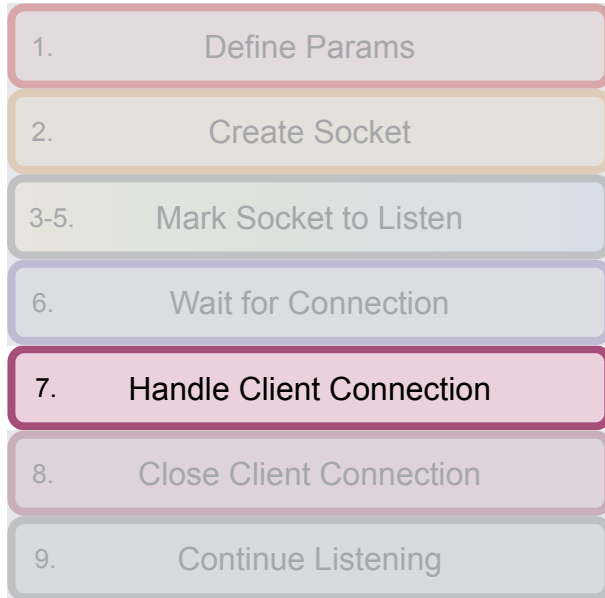 1. Define Params
2. Create Socket
3-5. Mark Socket to Listen
6. Wait for Connection
7. Handle Client Connection
8. Close Client Connection
9. Continue Listening